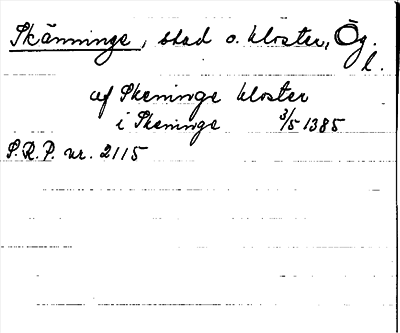 Skänninge, stad o. kloster, Ög.
l.
af Skeninge kloster
i Skeninge 3/5 1385
S.R.P. nr. 2115